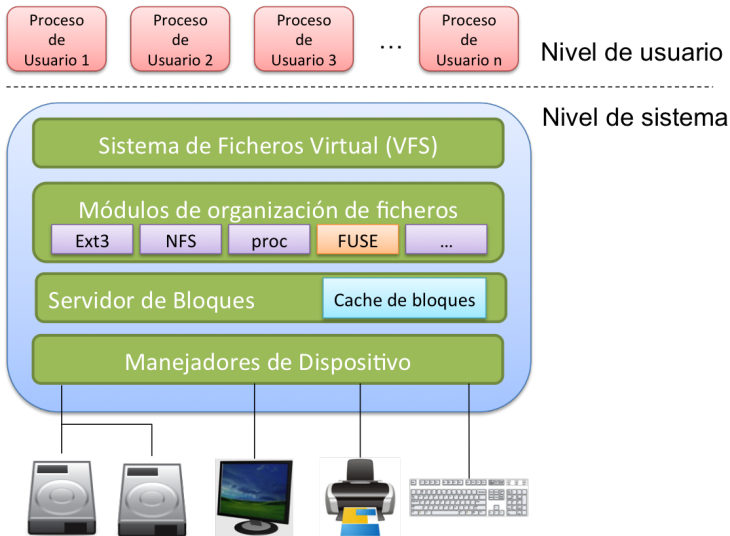 Proceso
de
Usuario 1
Proceso
de
Usuario 2
Proceso
de
Usuario 3
...
Proceso
de
Usuario n
Nivel de usuario
Nivel de sistema
Sistema de Ficheros Virtual (VFS)
Módulos de organización de ficheros
Ext3
NFS
proc
FUSE
...
Servidor de Bloques
Cache de bloques
Manejadores de Dispositivo